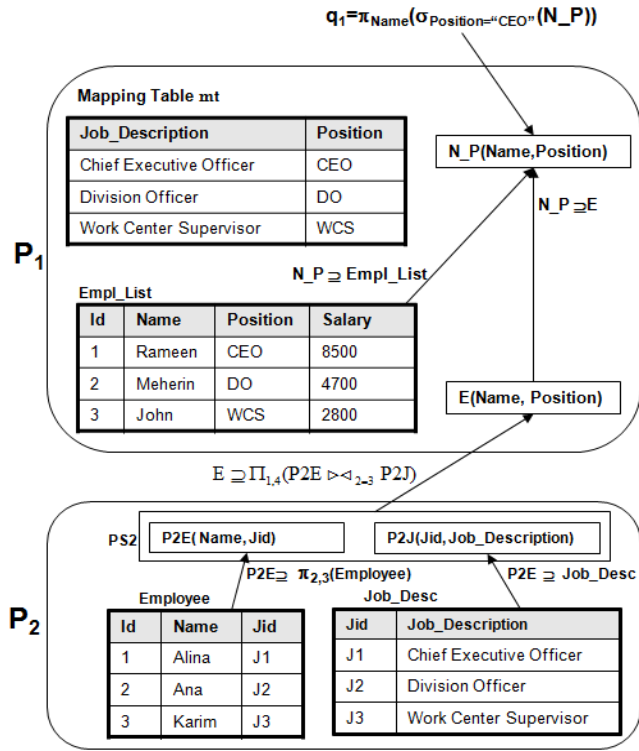 q₁=π_Name(σ_Position="CEO"(N_P))
Mapping Table mt
Job_Description Position
Chief Executive Officer CEO
Division Officer DO
Work Center Supervisor WCS
N_P(Name,Position)
N_P ⊇E
P₁
N_P ⊇ Empl_List
Empl_List
Id Name Position Salary
1 Rameen CEO 8500
2 Meherin DO 4700
3 John WCS 2800
E(Name, Position)
E ⊇ Π₁,₄(P2E ⊳⊲ ₂₌₃ P2J)
PS2
P2E( Name,Jid)
P2J(Jid,Job_Description)
P2E⊇ π₂,₃(Employee)
P2E ⊇ Job_Desc
P₂
Employee
Id Name Jid
1 Alina J1
2 Ana J2
3 Karim J3
Job_Desc
Jid Job_Description
J1 Chief Executive Officer
J2 Division Officer
J3 Work Center Supervisor